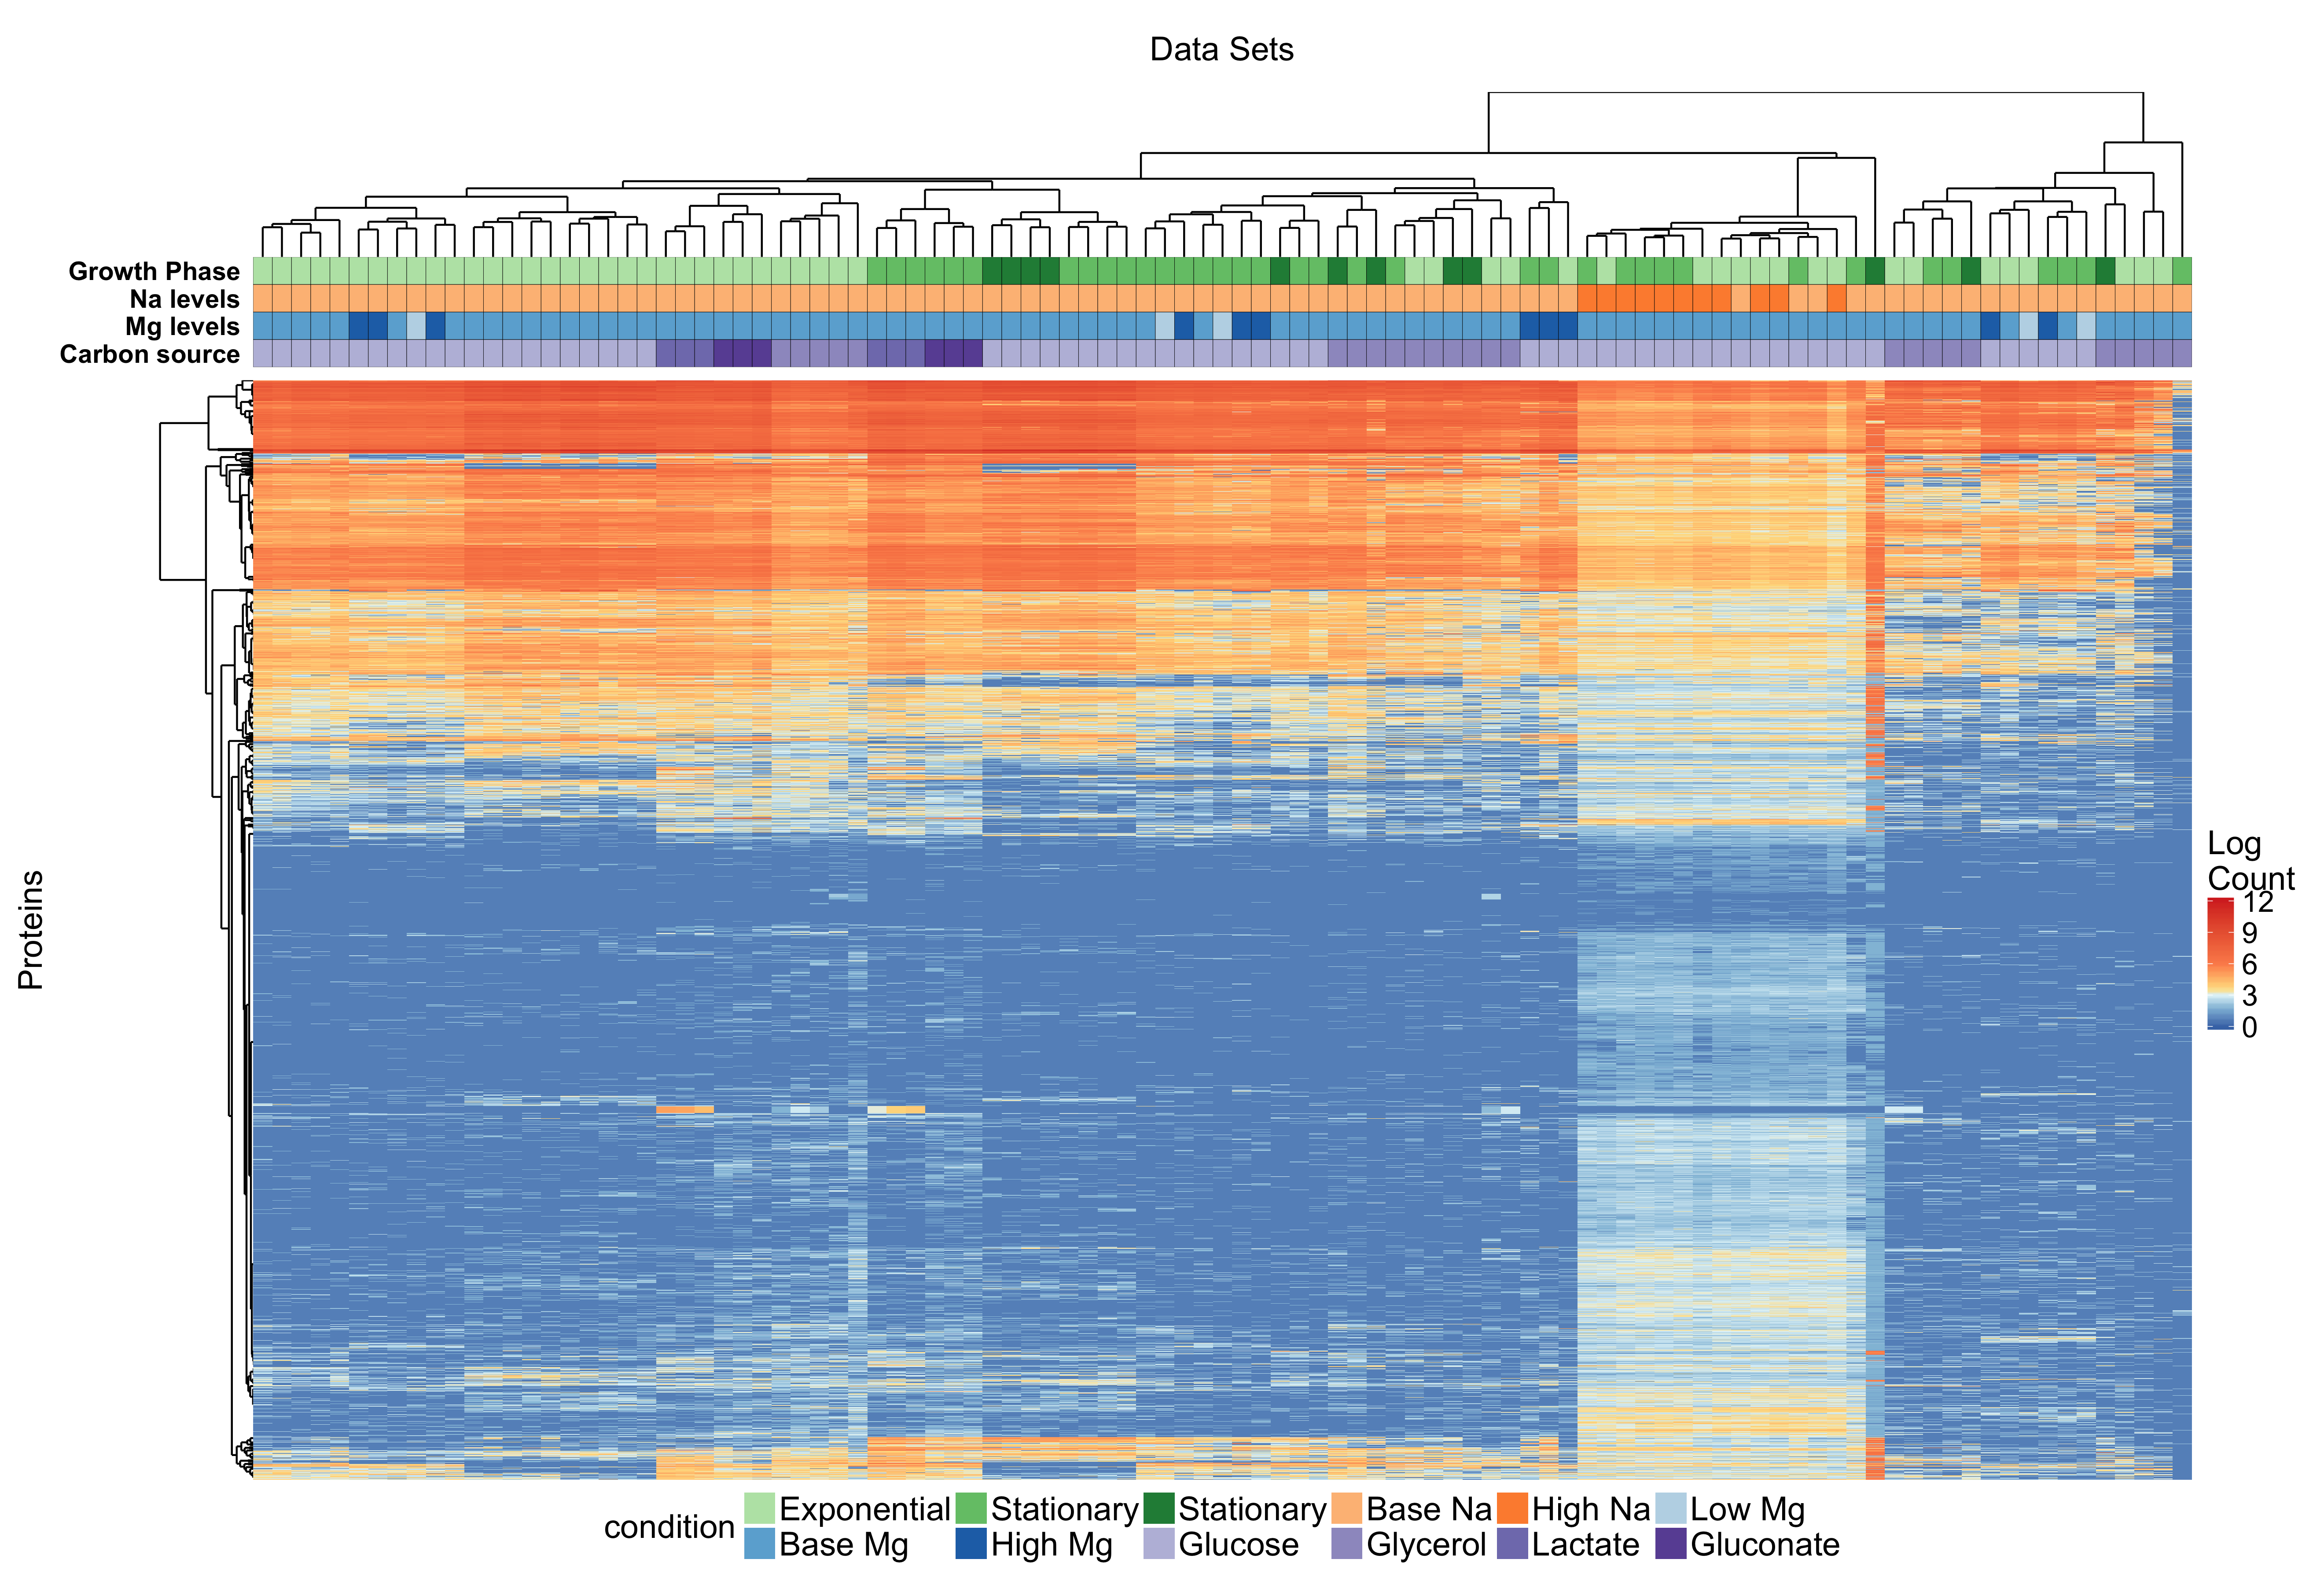 Data Sets
Growth Phase
Na levels
Mg levels
Carbon source
Proteins
Log
Count
12
9
6
3
0
condition
Exponential Stationary Stationary Base Na High Na Low Mg
Base Mg High Mg Glucose Glycerol Lactate Gluconate